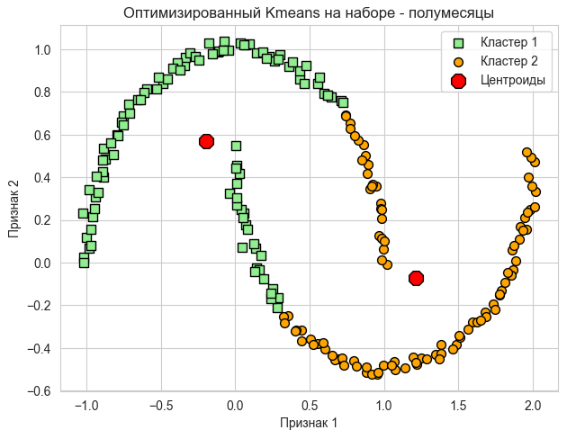 Оптимизированный Kmeans на наборе - полумесяцы
Кластер 1
Кластер 2
Центроиды
Признак 2
1.0
0.8
0.6
0.4
0.2
0.0
−0.2
−0.4
−0.6
−1.0
−0.5
0.0
0.5
1.0
1.5
2.0
Признак 1